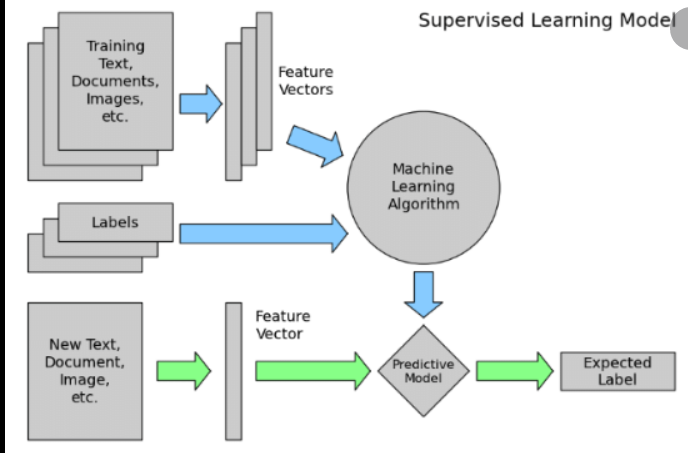 Supervised Learning Model
Training
Text,
Documents,
Images,
etc.
Feature
Vectors
Machine
Learning
Algorithm
Labels
New Text,
Document,
Image,
etc.
Feature
Vector
Predictive
Model
Expected
Label